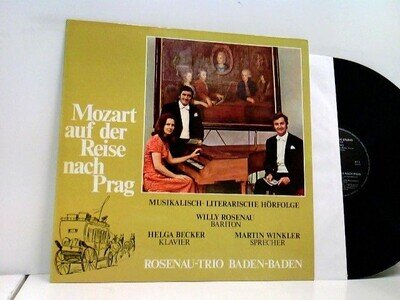 Mozart
auf der
Reise
nach
Prag
MUSIKALISCH-LITERARISCHE HÖRFOLGE
WILLY ROSENAU
BARITON
HELGA BECKER MARTIN WINKLER
KLAVIER SPRECHER
ROSENAU-TRIO BADEN-BADEN